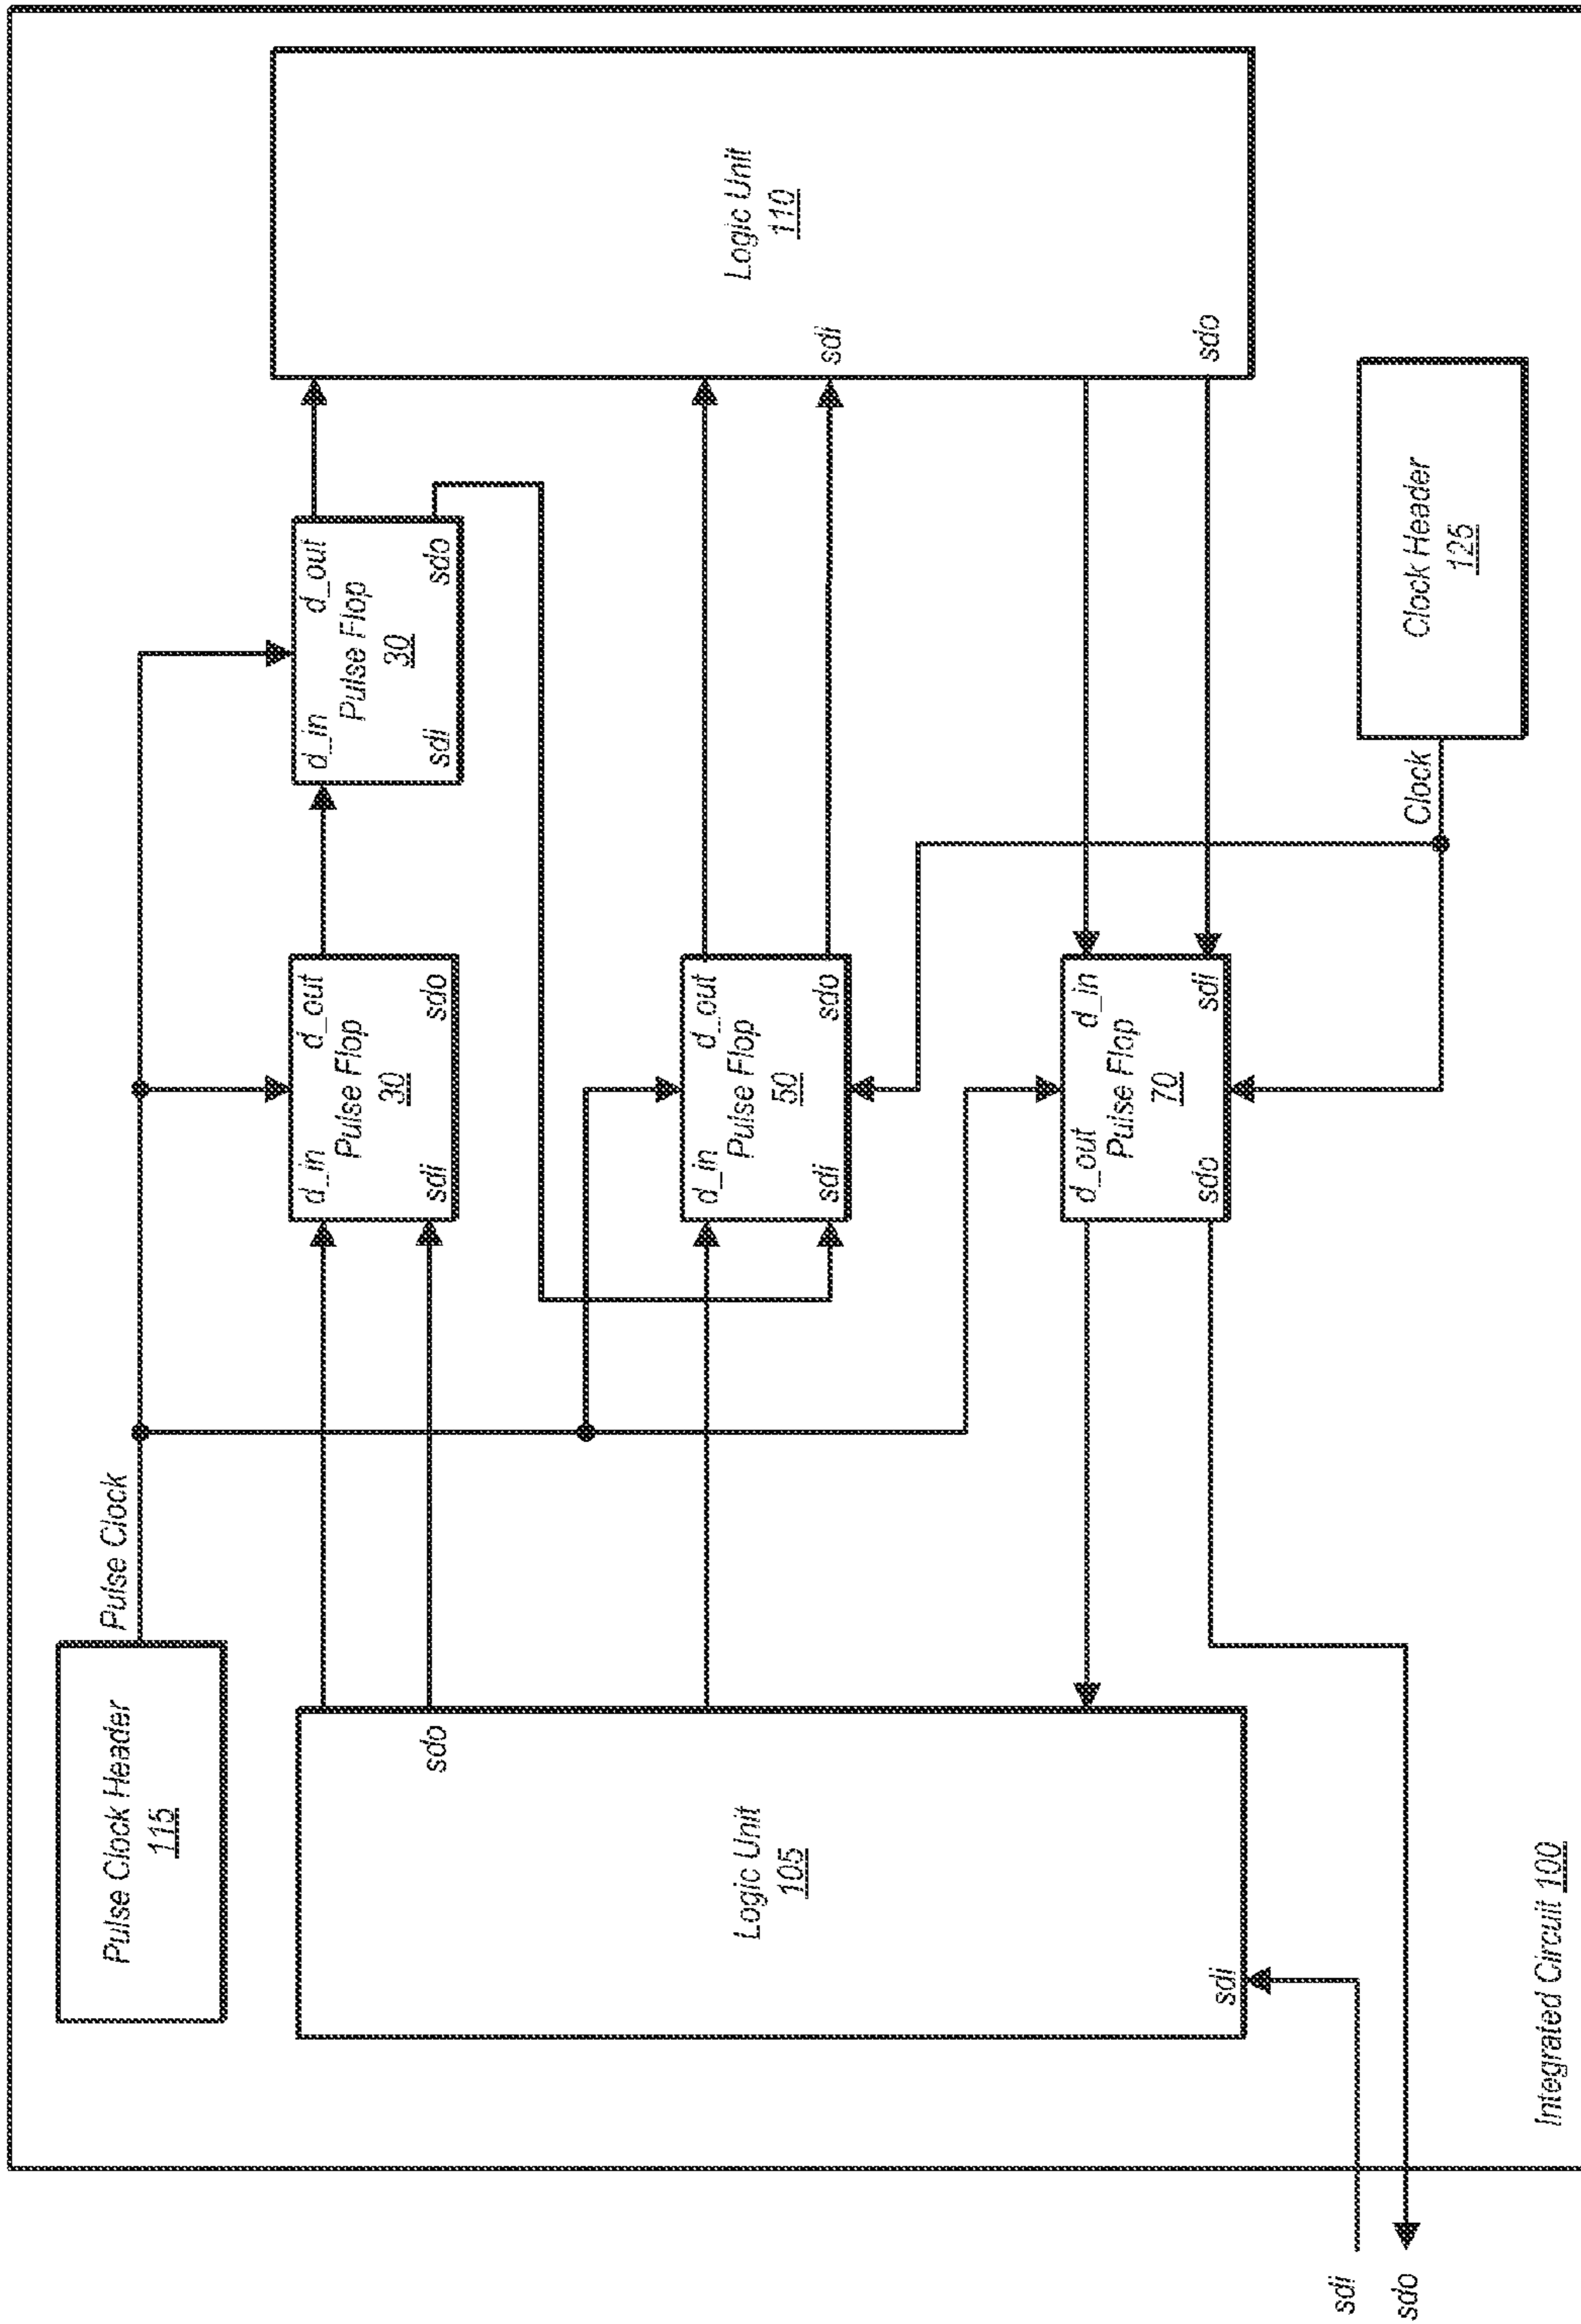 Pulse Clock Header
115
Pulse Clock
d_in
d_out
Pulse Flop
30
sdi
sdo
d_in
d_out
Pulse Flop
30
sdi
sdo
sdo
Logic Unit
105
sdi
d_in
d_out
Pulse Flop
50
sdi
sdo
Logic Unit
110
sdi
sdo
d_out
d_in
Pulse Flop
70
sdo
sdi
Clock
Clock Header
125
sdi
sdo
Integrated Circuit 100